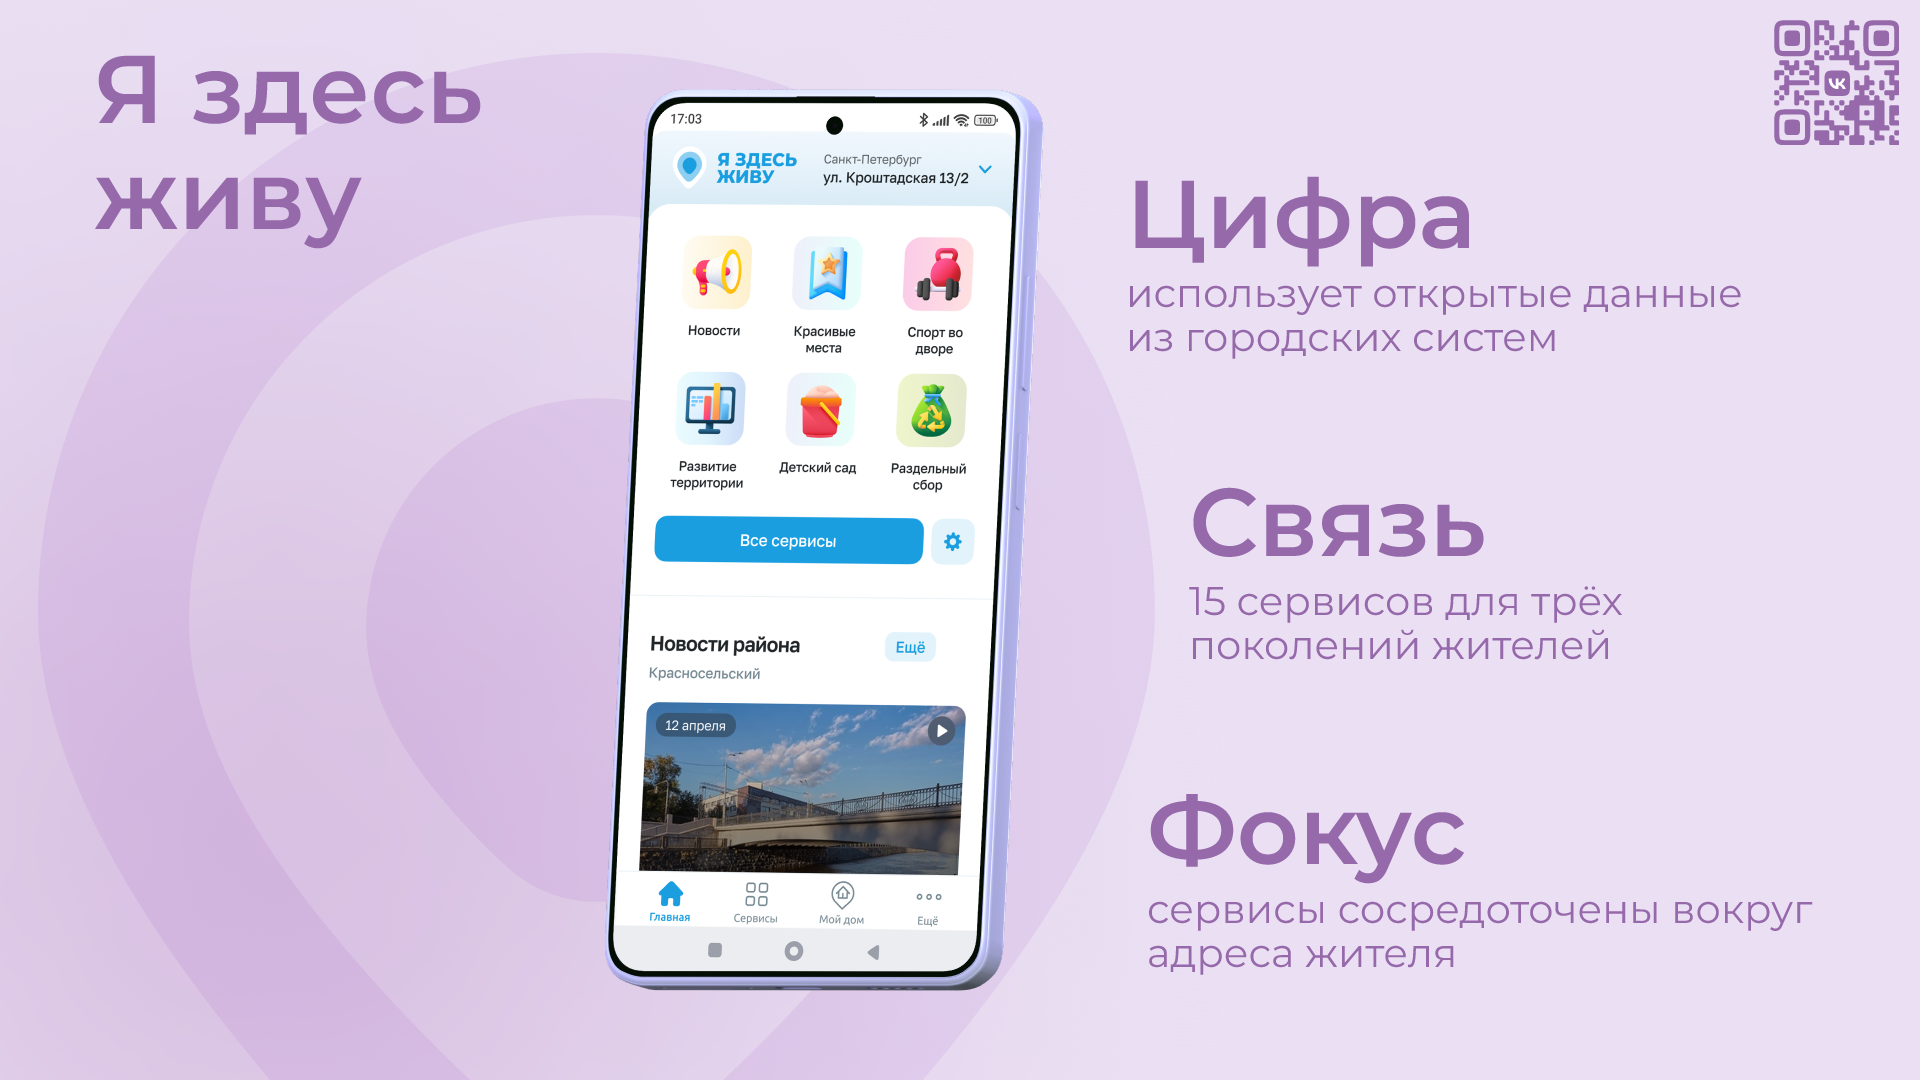 Я здесь
живу
17:03
100
Я ЗДЕСЬ
ЖИВУ
Санкт-Петербург
ул. Кроштадская 13/2
Новости
Красивые
места
Спорт во
дворе
Развитие
территории
Детский сад
Раздельный
сбор
Все сервисы
Новости района
Ещё
Красносельский
12 апреля
Главная
Сервисы
Мой дом
Ещё
Цифра
использует открытые данные
из городских систем
Связь
15 сервисов для трёх
поколений жителей
Фокус
сервисы сосредоточены вокруг
адреса жителя